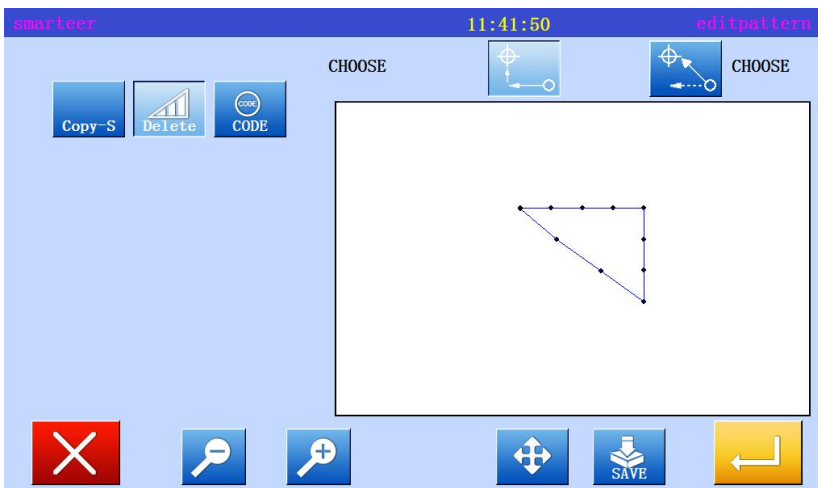 smarteer 11:41:50 editpattern
CHOOSE CHOOSE
Copy-S Delete CODE CODE
SAVE